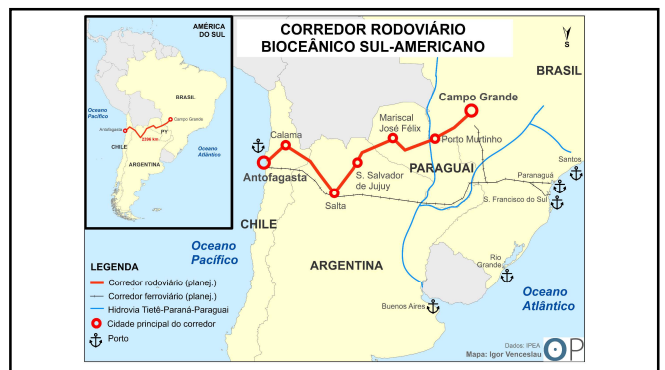 CORREDOR RODOVIÁRIO
BIOCEÂNICO SUL-AMERICANO
AMÉRICA
DO SUL
Oceano
Pacífico
BRASIL
Antofagasta
Campo Grande
PY
CHILE
ARGENTINA
Oceano
Atlântico
S
BRASIL
Campo Grande
Mariscal
José Félix
Porto Murtinho
Calama
Antofagasta
S. Salvador
de Jujuy
PARAGUAI
Salta
Santos
Paranaguá
S. Francisco do Sul
CHILE
Oceano
Pacífico
ARGENTINA
Rio
Grande
Oceano
Atlântico
Buenos Aires
LEGENDA
Corredor rodoviário (planej.)
Corredor ferroviário (planej.)
Hidrovia Tietê-Paraná-Paraguai
Cidade principal do corredor
Porto
Dados: IPEA
Mapa: Igor Venceslau
OP